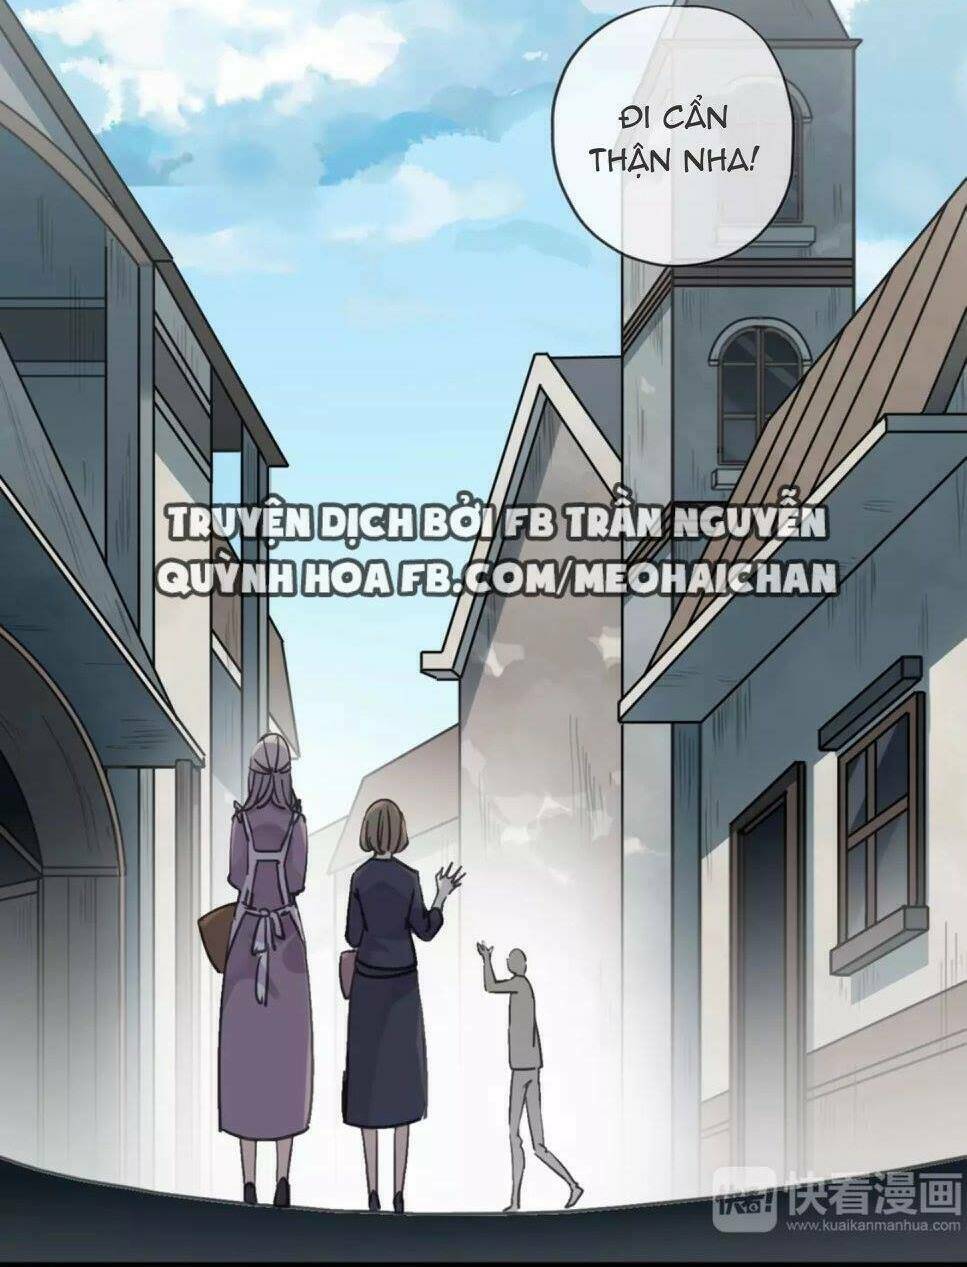 ĐI CẨN
THẬN NHA!
TRUYỆN DỊCH BỞI FB TRẦN NGUYỄN
QUỲNH HOA FB.COM/MEOHAICHAN
快看漫画
www.kuaikanmanhua.com